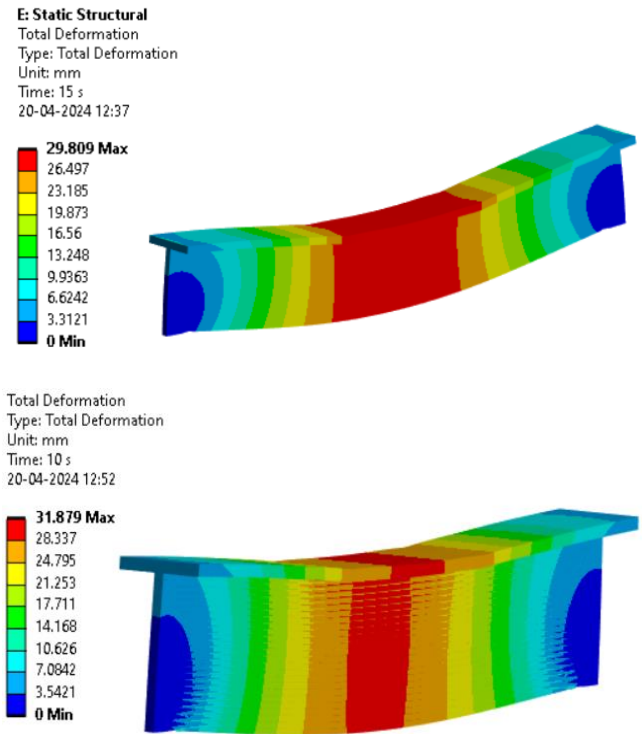 E: Static Structural
Total Deformation
Type: Total Deformation
Unit: mm
Time: 15 s
20-04-2024 12:37
29.809 Max
26.497
23.185
19.873
16.56
13.248
9.9363
6.6242
3.3121
0 Min
Total Deformation
Type: Total Deformation
Unit: mm
Time: 10 s
20-04-2024 12:52
31.879 Max
28.337
24.795
21.253
17.711
14.168
10.626
7.0842
3.5421
0 Min